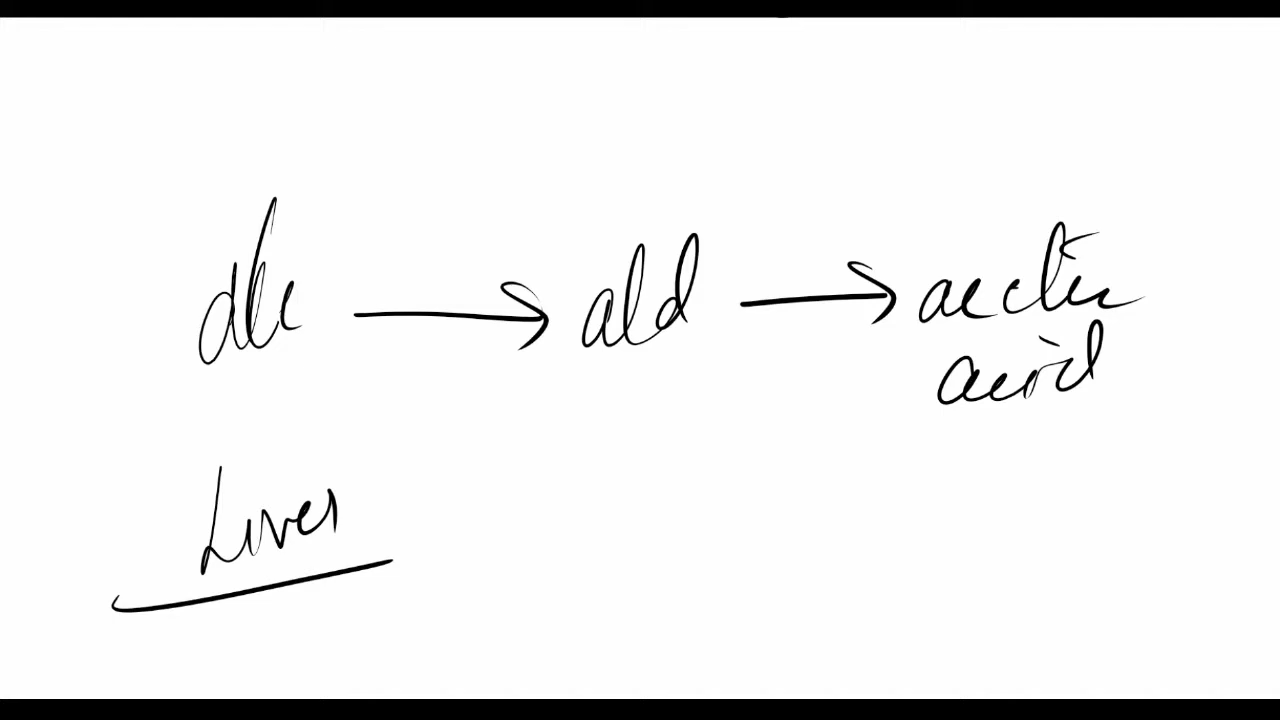 alc → ald → acetic
acid
Liver